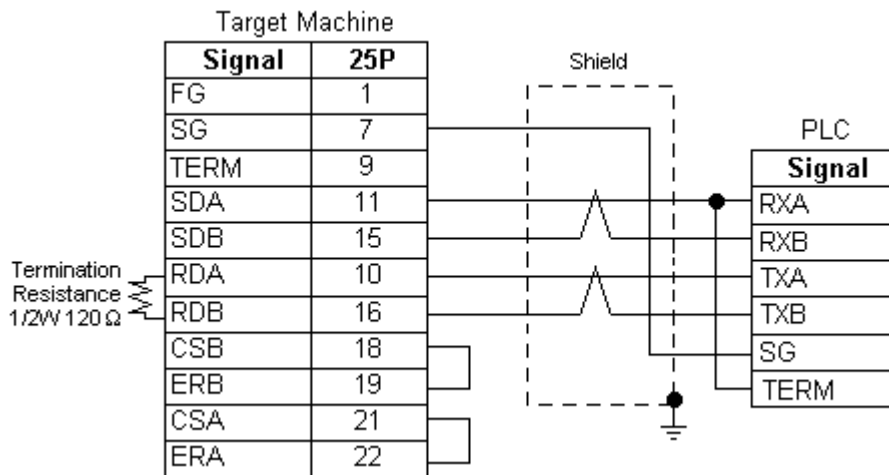 Target Machine
Signal 25P
FG 1
SG 7
TERM 9
SDA 11
SDB 15
RDA 10
RDB 16
CSB 18
ERB 19
CSA 21
ERA 22
Termination
Resistance
1/2W 120 Ω
Shield
PLC
Signal
RXA
RXB
TXA
TXB
SG
TERM